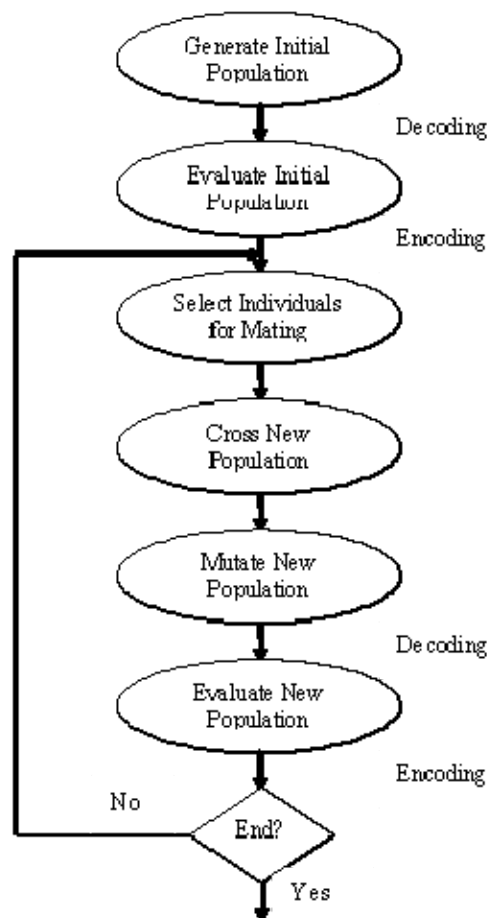 Generate Initial
Population
Decoding
Evaluate Initial
Population
Encoding
Select Individuals
for Mating
Cross New
Population
Mutate New
Population
Decoding
Evaluate New
Population
Encoding
No
End?
Yes